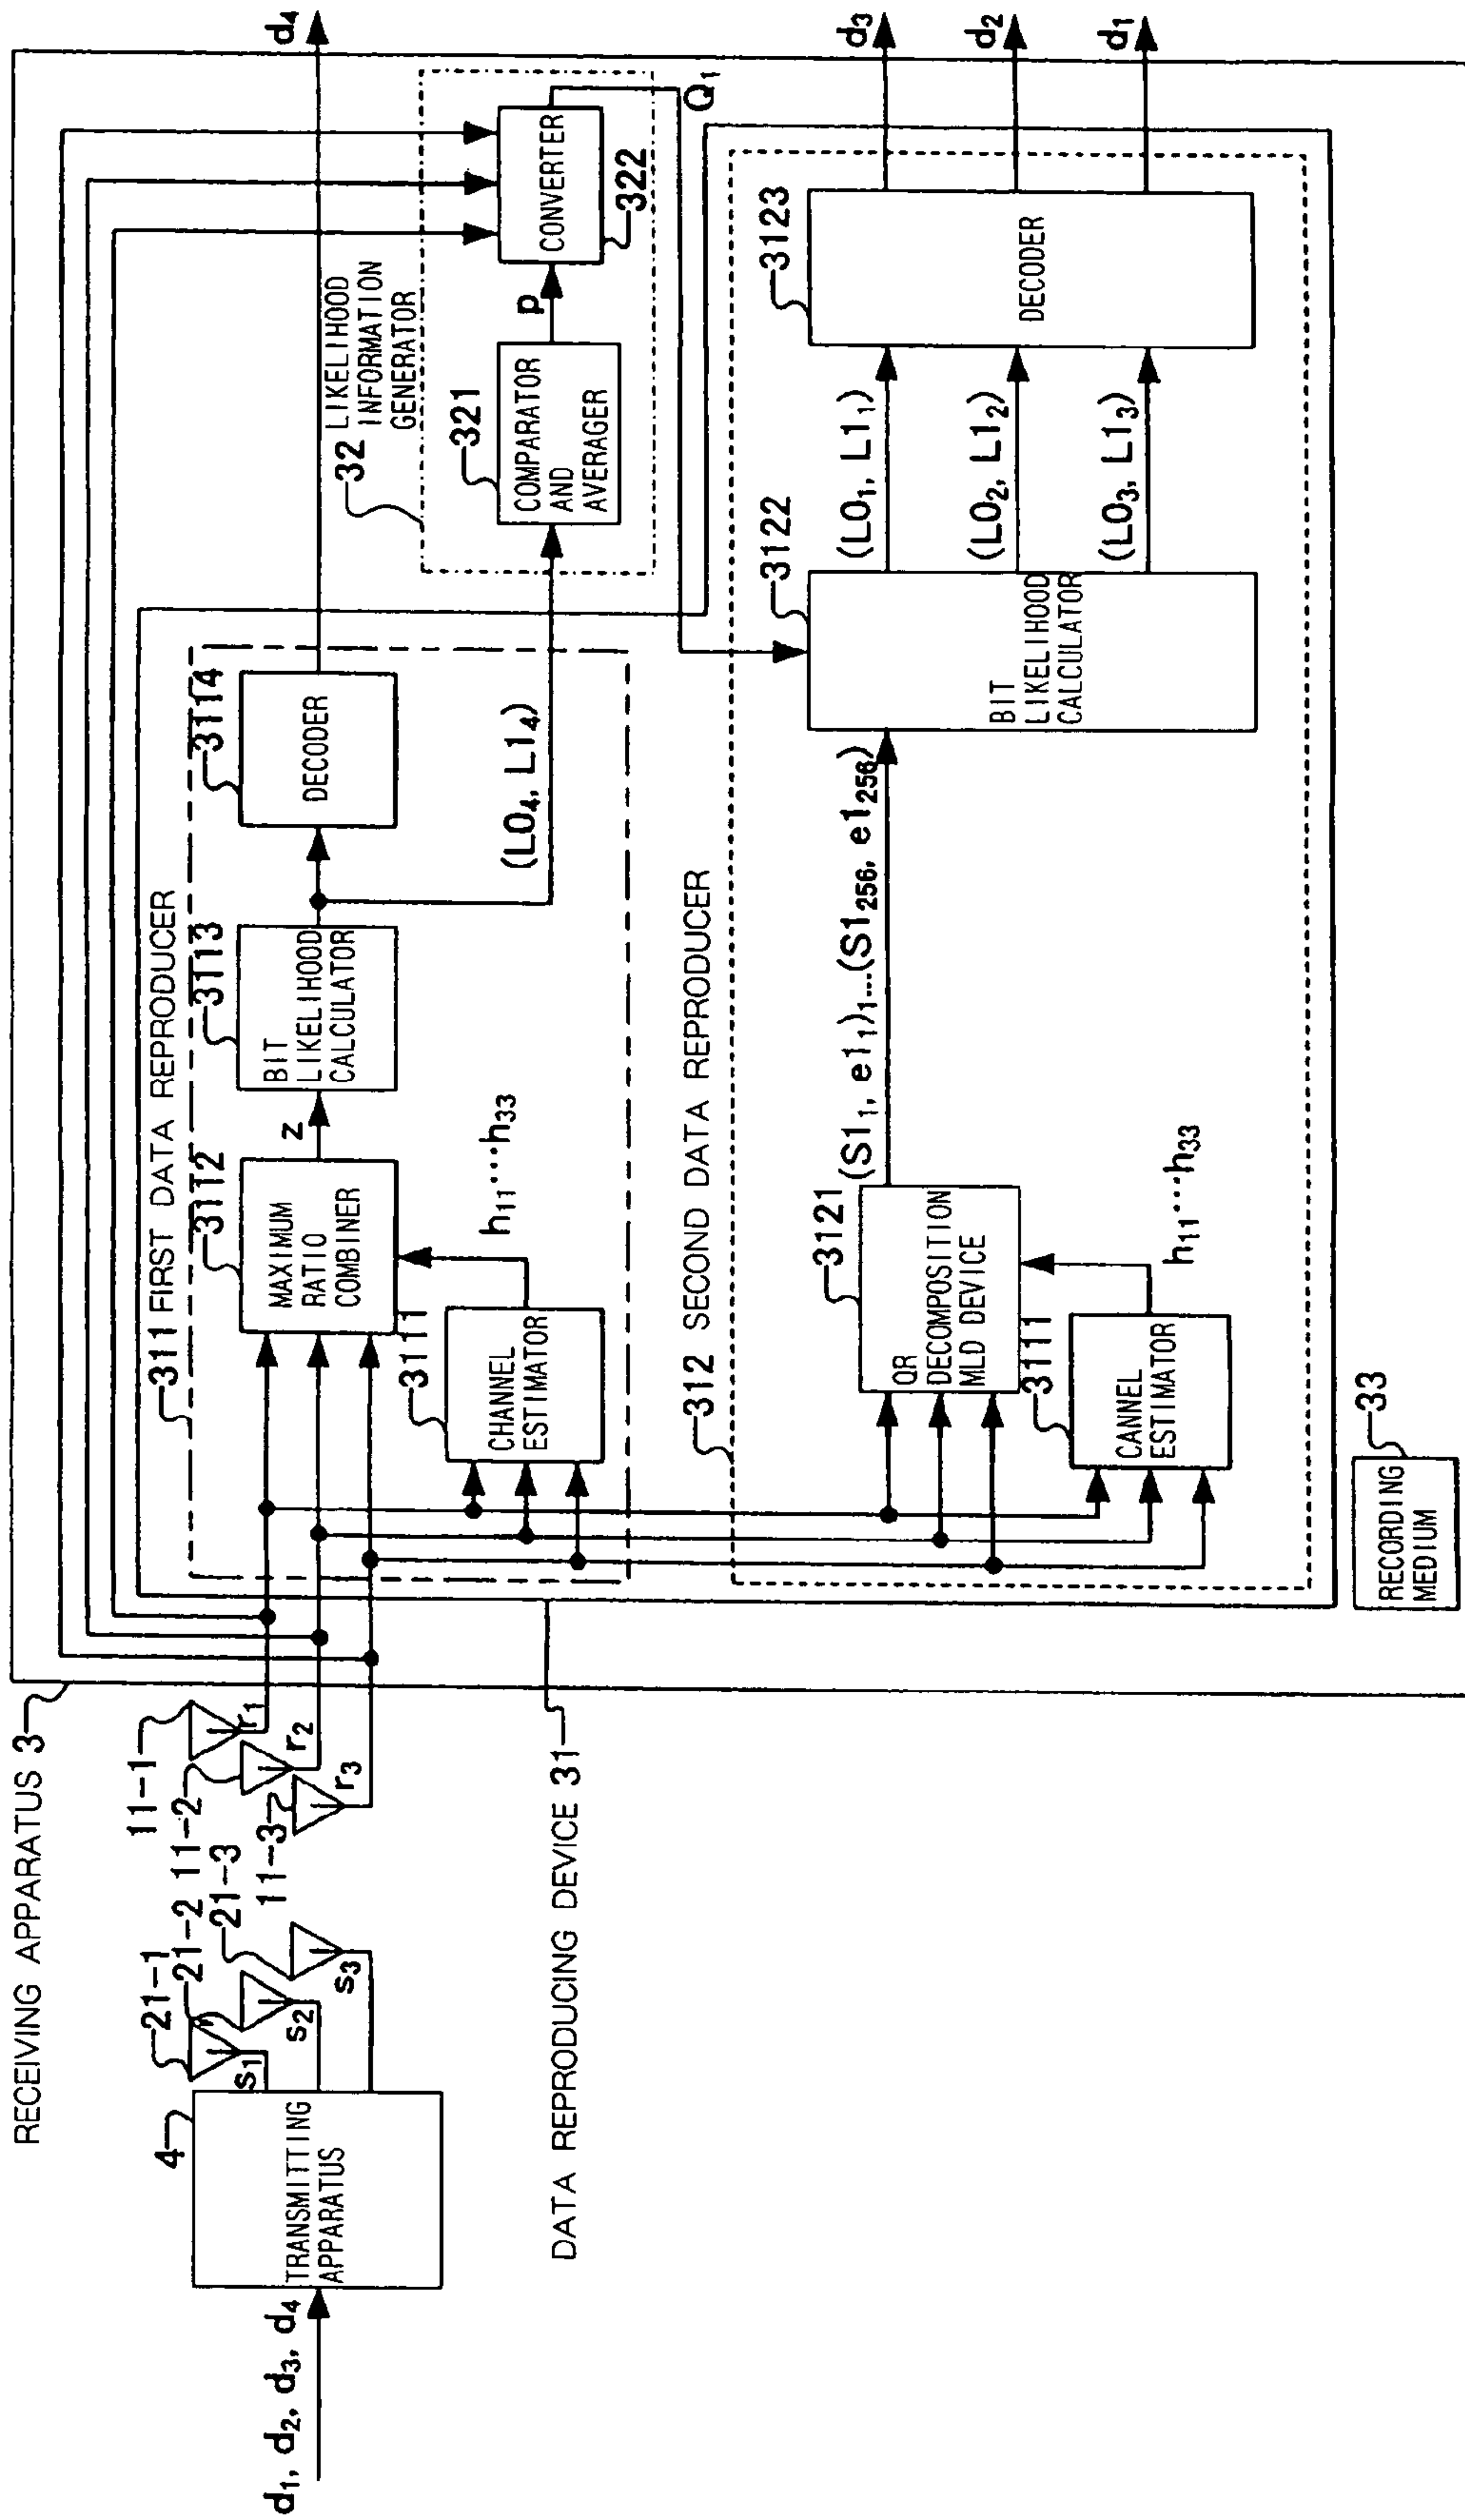 RECEIVING APPARATUS 3
d1, d2, d3, d4
4
TRANSMITTING
APPARATUS
21-1
21-2
21-3
s1
s2
s3
11-1
11-2
11-3
r1
r2
r3
DATA REPRODUCING DEVICE 31
311 FIRST DATA REPRODUCER
3112
MAXIMUM
RATIO
COMBINER
3111
CHANNEL
ESTIMATOR
h11...h33
z
3113
BIT
LIKELIHOOD
CALCULATOR
3114
DECODER
(L04, L14)
d4
32
LIKELIHOOD
INFORMATION
GENERATOR
321
COMPARATOR
AND
AVERAGER
p
CONVERTER
322
Q1
312 SECOND DATA REPRODUCER
3121
QR
DECOMPOSITION
MLD DEVICE
3111
CANNEL
ESTIMATOR
h11...h33
(S11, e11)1...(S1256, e1256)
3122
BIT
LIKELIHOOD
CALCULATOR
(L01, L11)
(L02, L12)
(L03, L13)
3123
DECODER
d3
d2
d1
33
RECORDING
MEDIUM